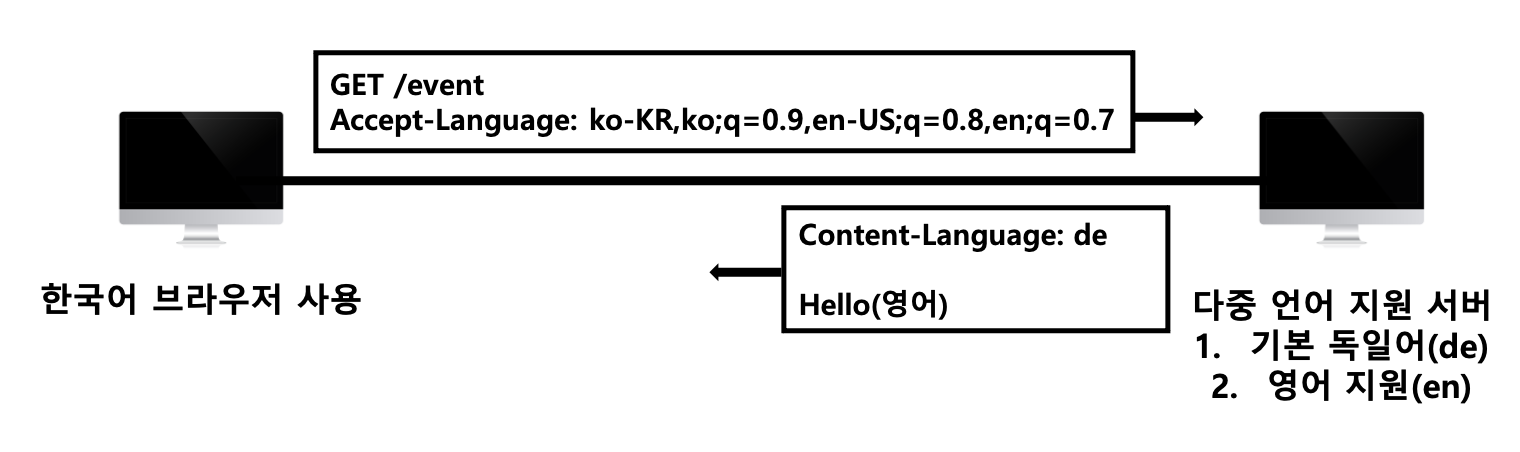 GET /event
Accept-Language: ko-KR,ko;q=0.9,en-US;q=0.8,en;q=0.7
Content-Language: de
Hello(영어)
한국어 브라우저 사용
다중 언어 지원 서버
1. 기본 독일어(de)
2. 영어 지원(en)